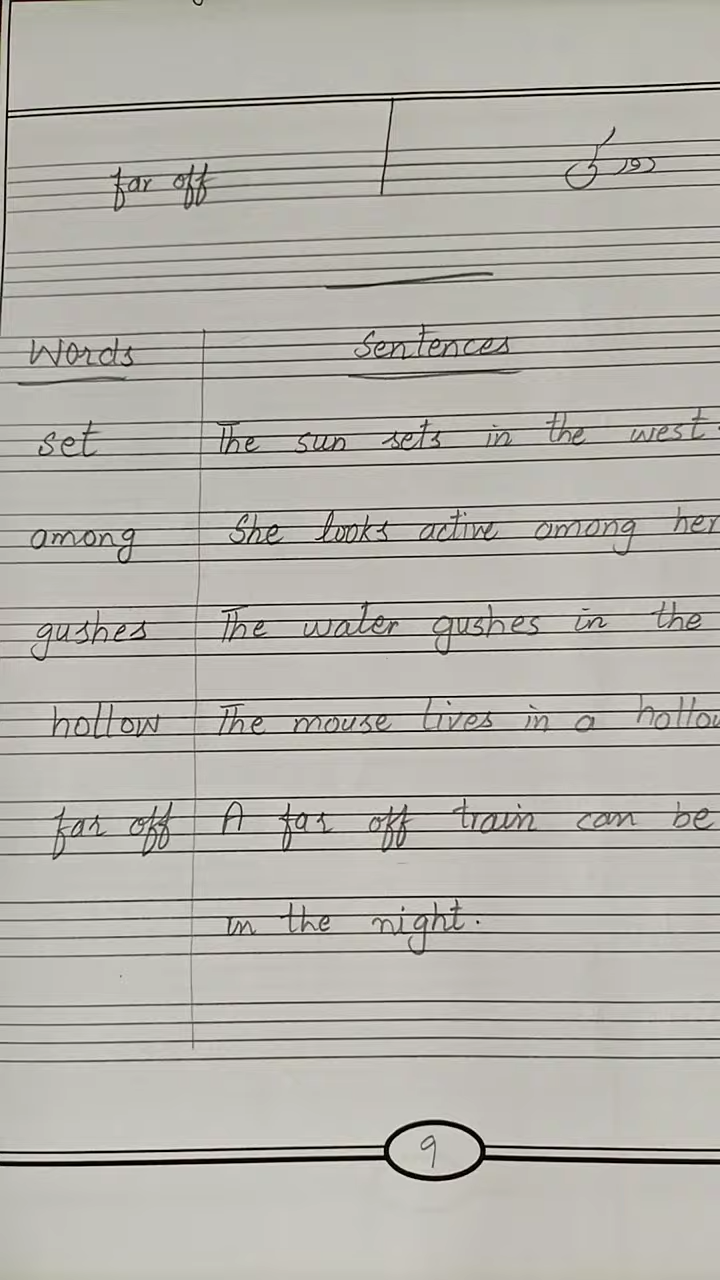 far off دور
Words Sentences
set The sun sets in the west.
among She looks active among her
gushes The water gushes in the
hollow The mouse lives in a hollow
far off A far off train can be
in the night.
9